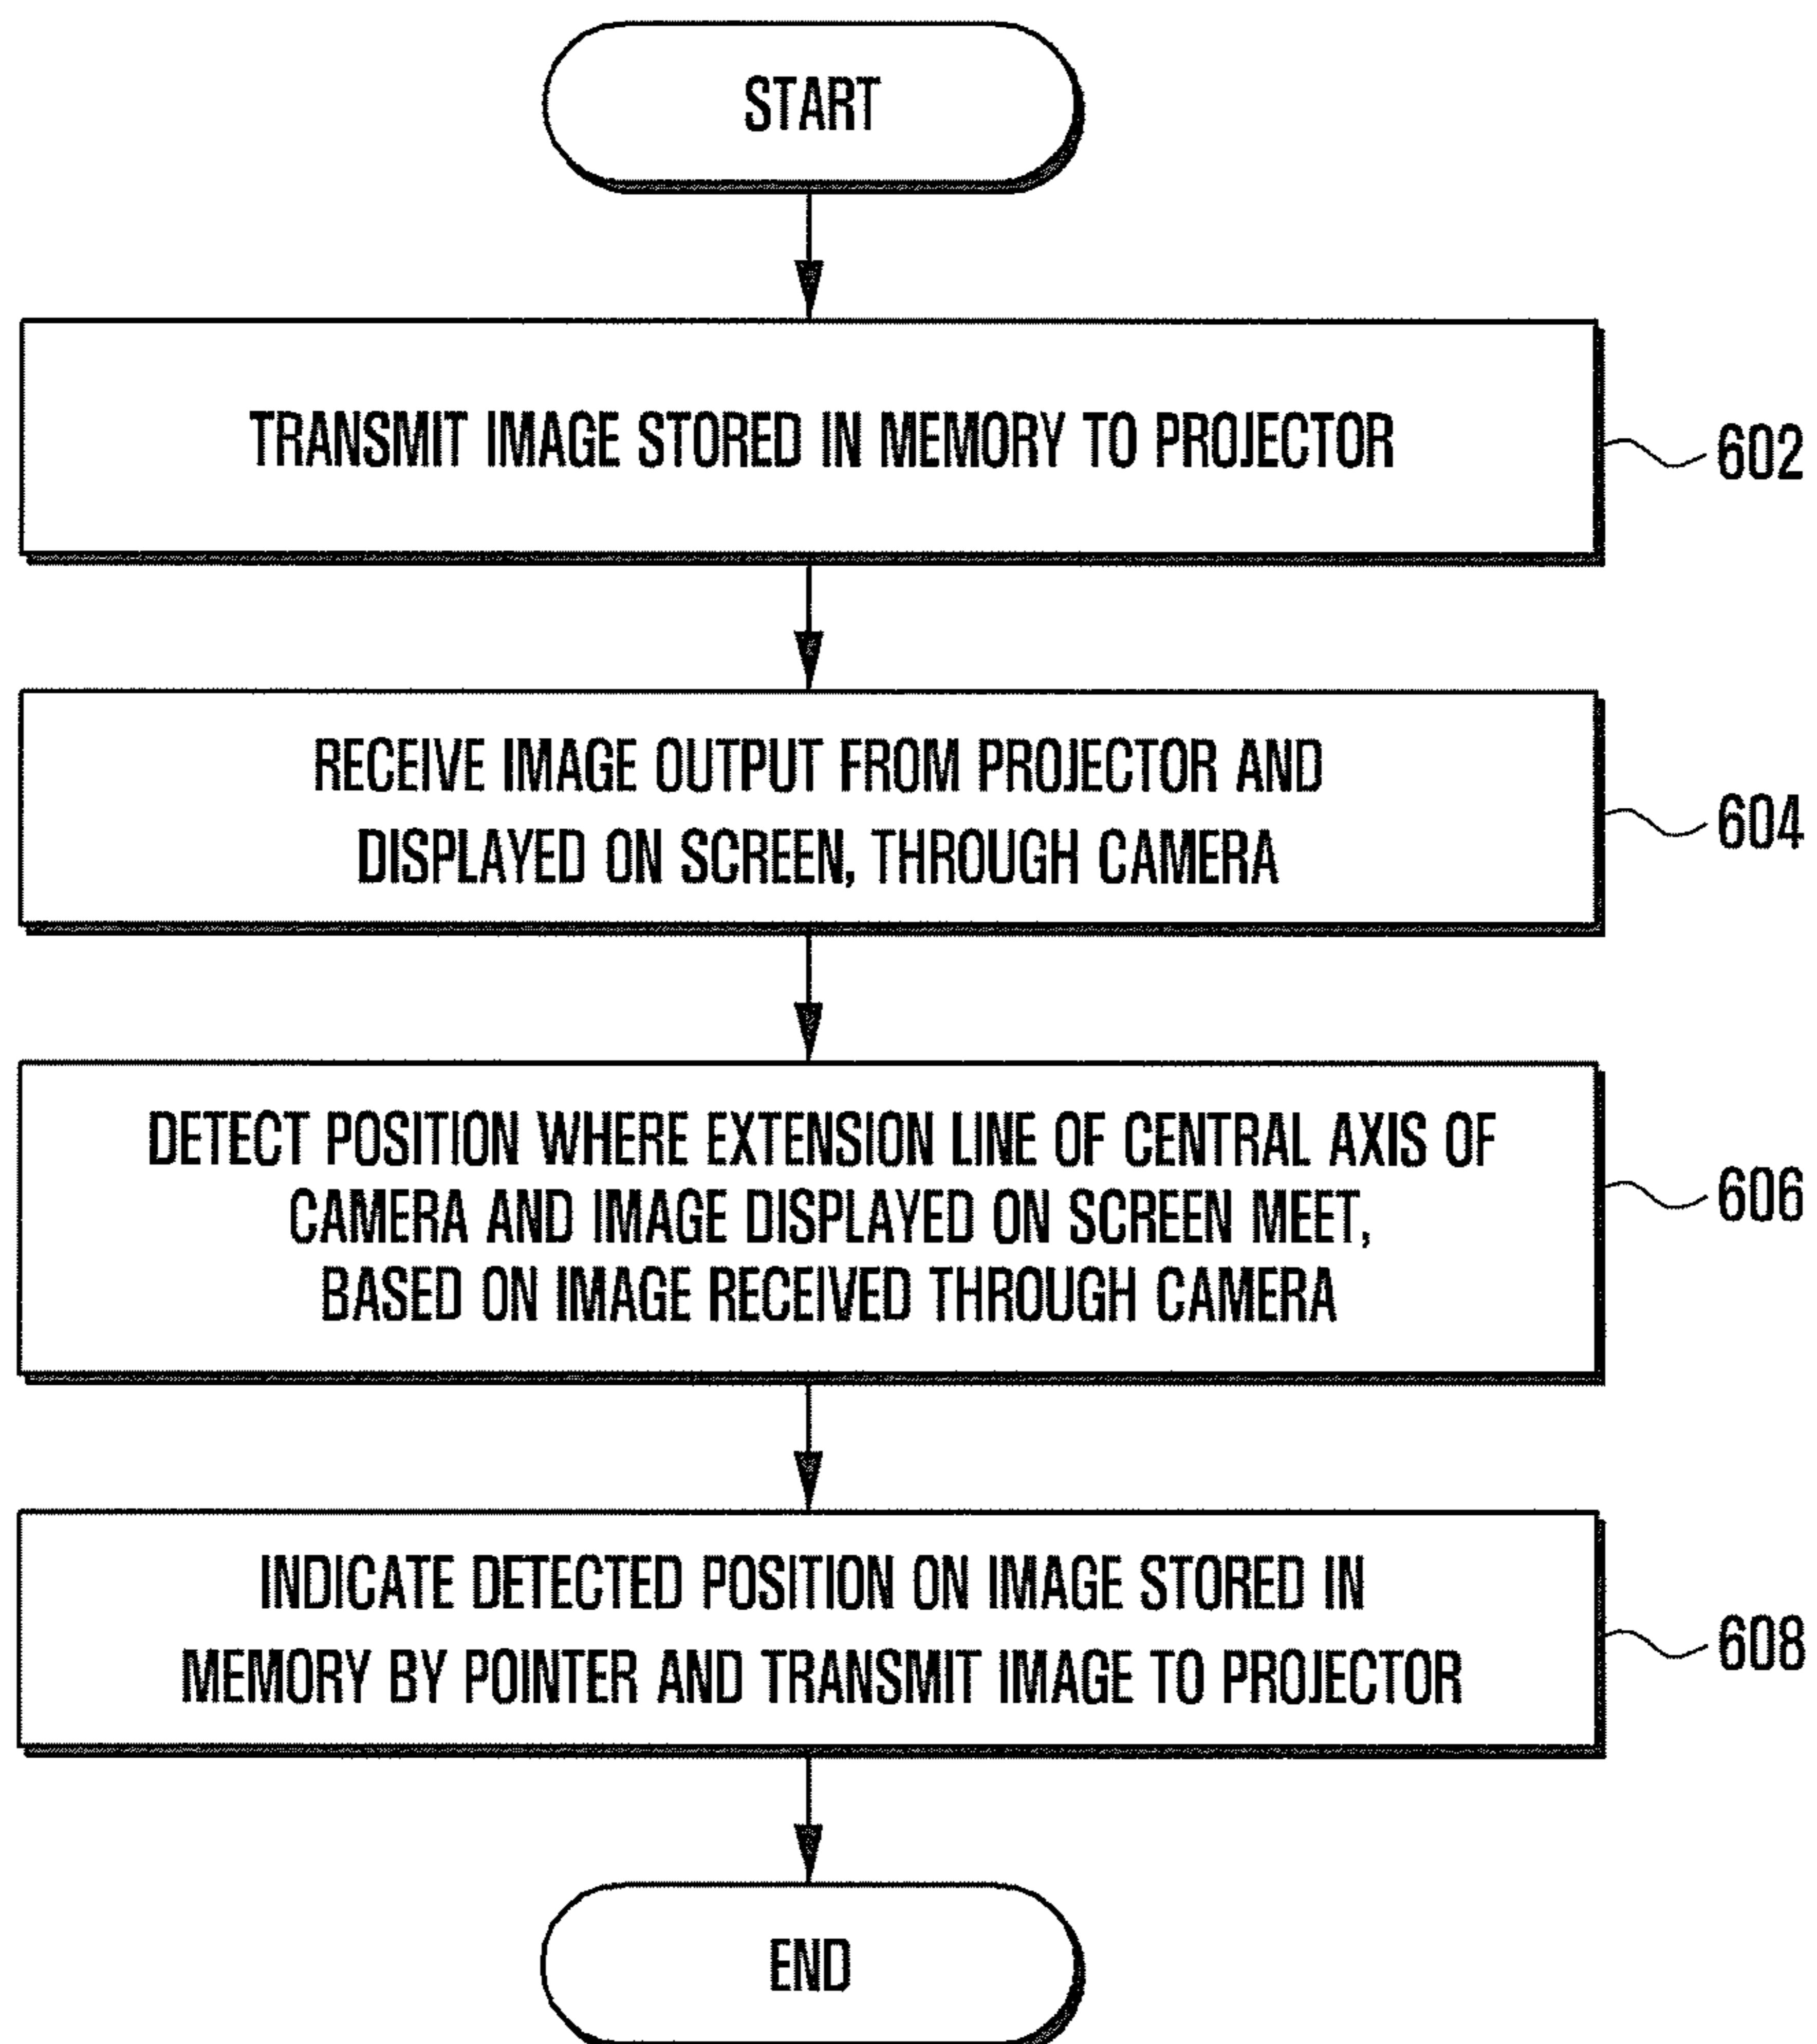 START
TRANSMIT IMAGE STORED IN MEMORY TO PROJECTOR
602
RECEIVE IMAGE OUTPUT FROM PROJECTOR AND
DISPLAYED ON SCREEN, THROUGH CAMERA
604
DETECT POSITION WHERE EXTENSION LINE OF CENTRAL AXIS OF
CAMERA AND IMAGE DISPLAYED ON SCREEN MEET,
BASED ON IMAGE RECEIVED THROUGH CAMERA
606
INDICATE DETECTED POSITION ON IMAGE STORED IN
MEMORY BY POINTER AND TRANSMIT IMAGE TO PROJECTOR
608
END